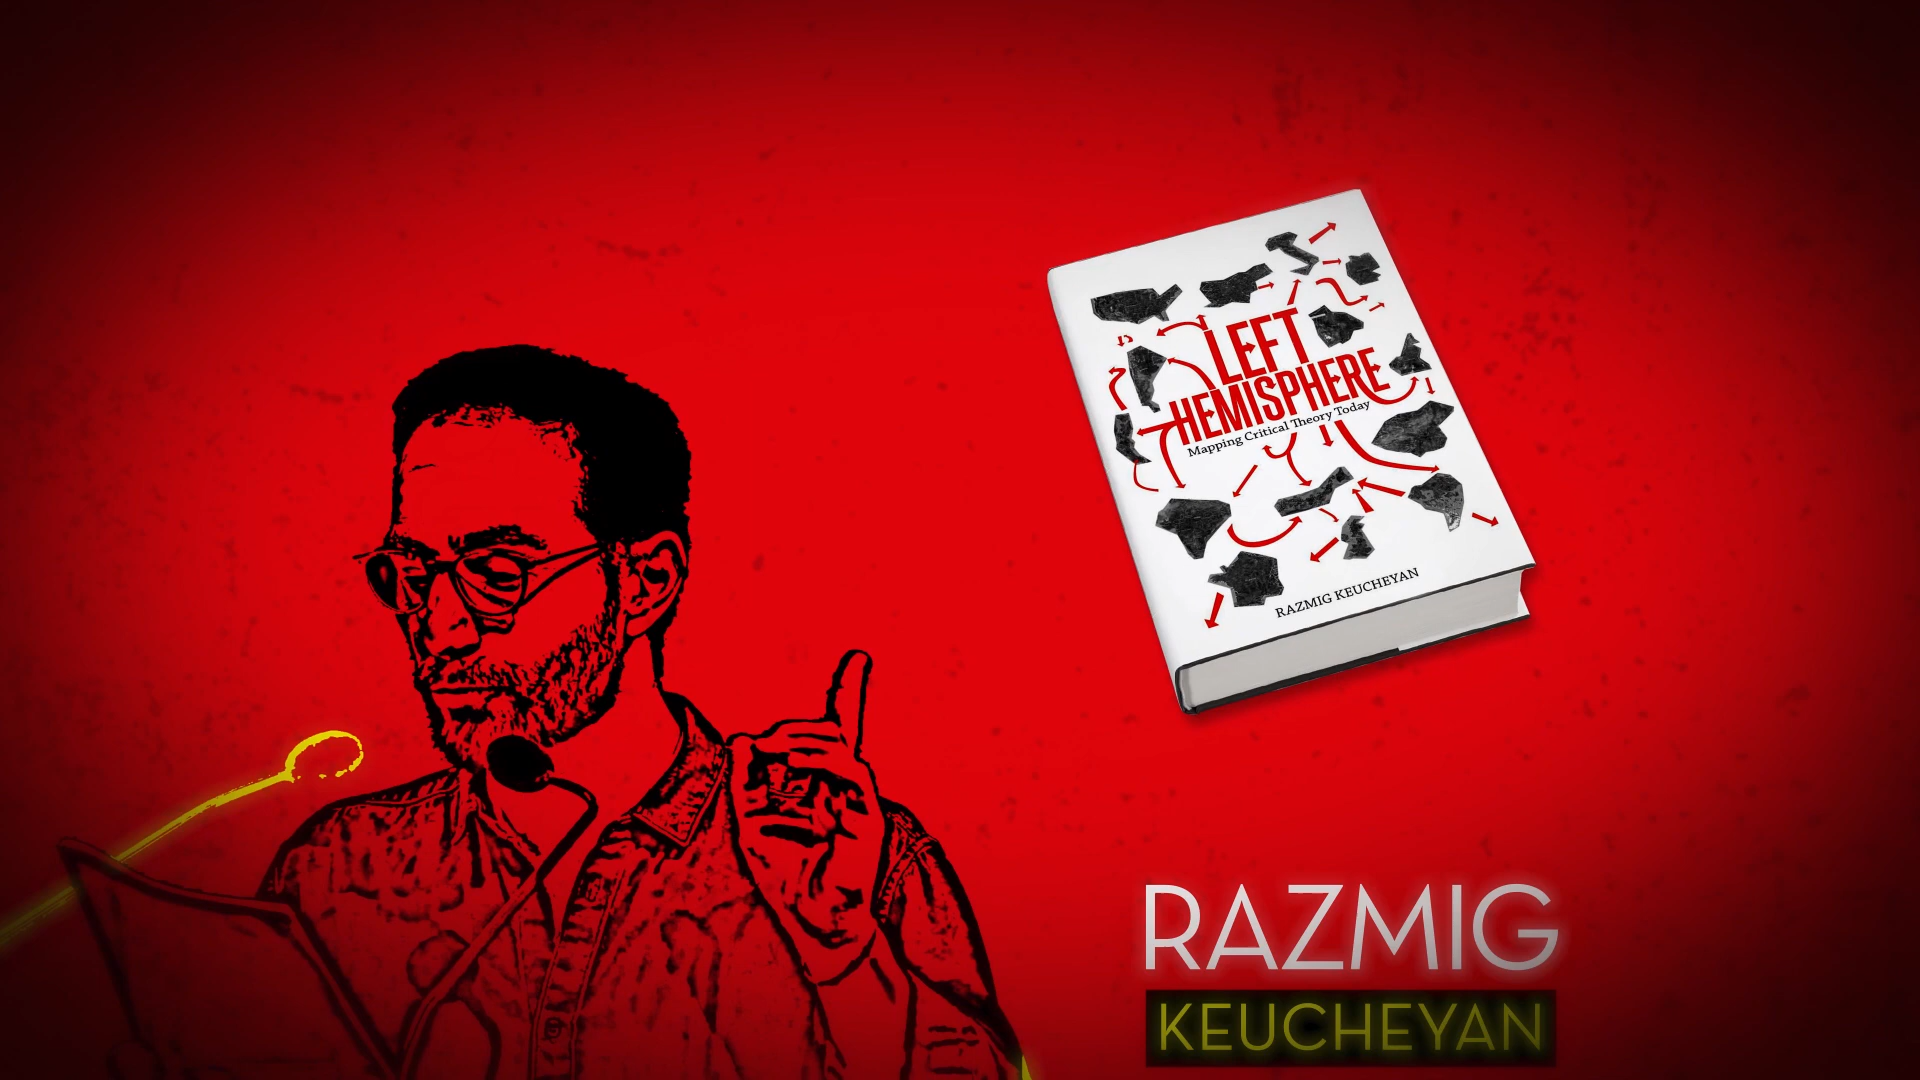 LEFT
HEMISPHERE
Mapping Critical Theory Today
RAZMIG KEUCHEYAN
RAZMIG
KEUCHEYAN